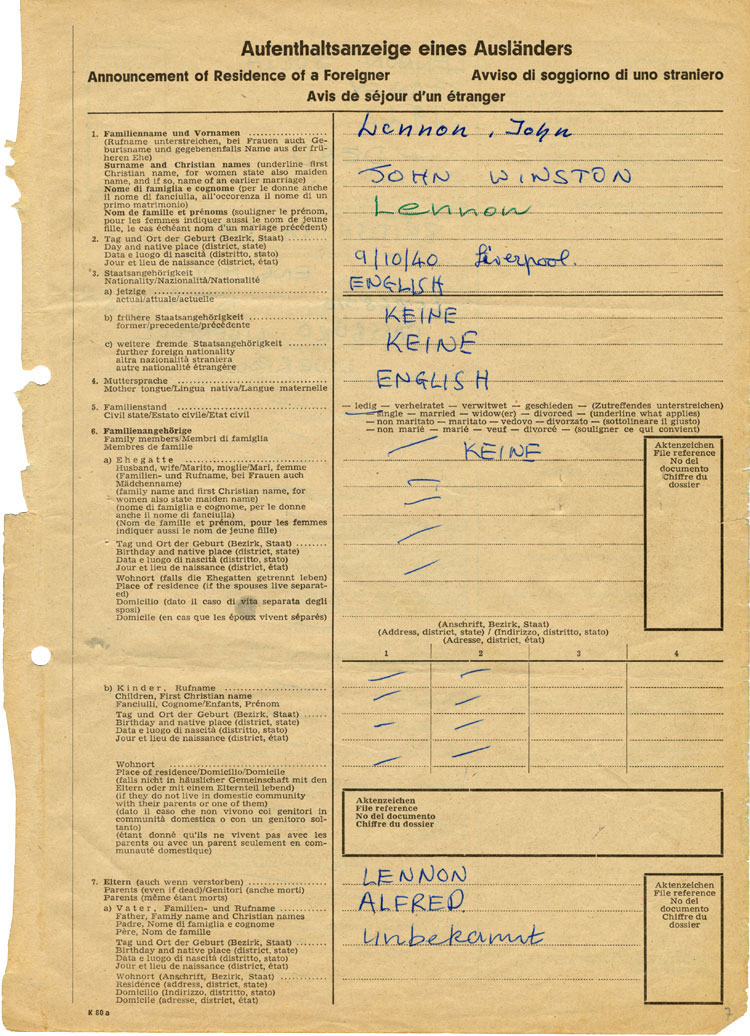 Aufenthaltsanzeige eines Ausländers
Announcement of Residence of a Foreigner
Avviso di soggiorno di uno straniero
Avis de séjour d'un étranger
1. Familienname und Vornamen
(Rufname unterstreichen, bei Frauen auch Ge-
burtsname und gegebenenfalls Name aus der frü-
heren Ehe)
Surname and Christian names (underline first
Christian name, for women state also maiden
name, and if so, name of an earlier marriage)
Nome di famiglia e cognome (per le donne anche
il nome di fanciulla, all'occorenza il nome di un
primo matrimonio)
Nom de famille et prénoms (souligner le prénom,
pour les femmes indiquer aussi le nom de jeune
fille, le cas échéant nom d'un mariage précédent)
Lennon, John
JOHN WINSTON
Lennon
2. Tag und Ort der Geburt (Bezirk, Staat)
Day and native place (district, state)
Data e luogo di nascità (distritto, stato)
Jour et lieu de naissance (district, état)
9/10/40 Liverpool.
3. Staatsangehörigkeit
Nationality/Nazionalità/Nationalité
a) jetzige
actual/attuale/actuelle
ENGLISH
b) frühere Staatsangehörigkeit
former/precedente/précédente
KEINE
c) weitere fremde Staatsangehörigkeit
further foreign nationality
altra nazionalità straniera
autre nationalité étrangère
KEINE
4. Muttersprache
Mother tongue/Lingua nativa/Langue maternelle
ENGLISH
5. Familienstand
Civil state/Estato civile/Etat civil
— ledig — verheiratet — verwitwet — geschieden — (Zutreffendes unterstreichen)
— single — married — widow(er) — divorced — (underline what applies)
— non maritato — maritato — vedovo — divorzato — (sottolineare il giusto)
— non marié — marié — veuf — divorcé — (souligner ce qui convient)
6. Familienangehörige
Family members/Membri di famiglia
Membres de famille
KEINE
a) Ehegatte
Husband, wife/Marito, moglie/Mari, femme
(Familien- und Rufname, bei Frauen auch
Mädchenname)
(family name and first Christian name, for
women also state maiden name)
(nome di famiglia e cognome, per le donne
anche il nome di fanciulla)
(Nom de famille et prénom, pour les femmes
indiquer aussi le nom de jeune fille)
Tag und Ort der Geburt (Bezirk, Staat)
Birthday and native place (district, state)
Data e luogo di nascità (distritto, stato)
Jour et lieu de naissance (district, état)
Wohnort (falls die Ehegatten getrennt leben)
Place of residence (if the spouses live separat-
ed)
Domicilio (dato il caso di vita separata degli
sposi)
Domicile (en cas que les époux vivent séparés)
Aktenzeichen
File reference
No del
documento
Chiffre du
dossier
(Anschrift, Bezirk, Staat)
(Address, district, state) / (Indirizzo, distritto, stato)
(Adresse, district, état)
1 2 3 4
b) Kinder, Rufname
Children, First Christian name
Fanciulli, Cognome/Enfants, Prénom
Tag und Ort der Geburt (Bezirk, Staat)
Birthday and native place (district, state)
Data e luogo di nascità (distritto, stato)
Jour et lieu de naissance (district, état)
Wohnort
Place of residence/Domicilio/Domicile
(falls nicht in häuslicher Gemeinschaft mit den
Eltern oder mit einem Elternteil lebend)
(if they do not live in domestic community
with their parents or one of them)
(dato il caso che non vivono coi genitori in
communità domestica o con un genitoro sol-
tanto)
(étant donné qu'ils ne vivent pas avec les
parents ou avec un parent seulement en com-
munauté domestique)
Aktenzeichen
File reference
No del documento
Chiffre du dossier
7. Eltern (auch wenn verstorben)
Parents (even if dead)/Genitori (anche morti)
Parents (même étant morts)
a) Vater, Familien- und Rufname
Father, Family name and Christian names
Padre, Nome di famiglia e cognome
Père, Nom de famille
LENNON
ALFRED.
Tag und Ort der Geburt (Bezirk, Staat)
Birthday and native place (district, state)
Data e luogo di nascità (distritto, stato)
Jour et lieu de naissance (district, état)
Unbekannt
Wohnort (Anschrift, Bezirk, Staat)
Residence (address, district, state)
Domicilio (Indirizzo, distritto, stato)
Domicile (adresse, district, état)
Aktenzeichen
File reference
No del
documento
Chiffre du
dossier
K 80 a
7